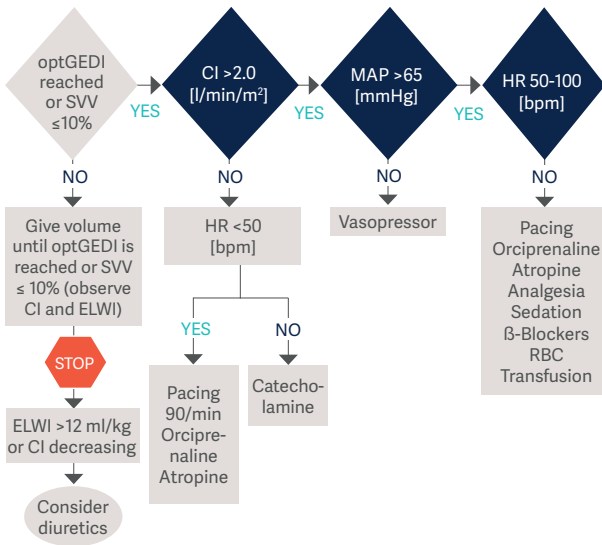 optGEDI
reached
or SVV
≤10%
YES
CI >2.0
[l/min/m²]
YES
MAP >65
[mmHg]
YES
HR 50-100
[bpm]
NO
NO
NO
NO
Give volume
until optGEDI is
reached or SVV
≤ 10% (observe
CI and ELWI)
STOP
ELWI >12 ml/kg
or CI decreasing
Consider
diuretics
HR <50
[bpm]
YES
NO
Pacing
90/min
Orcipre-
naline
Atropine
Catecho-
lamine
Vasopressor
Pacing
Orciprenaline
Atropine
Analgesia
Sedation
ß-Blockers
RBC
Transfusion